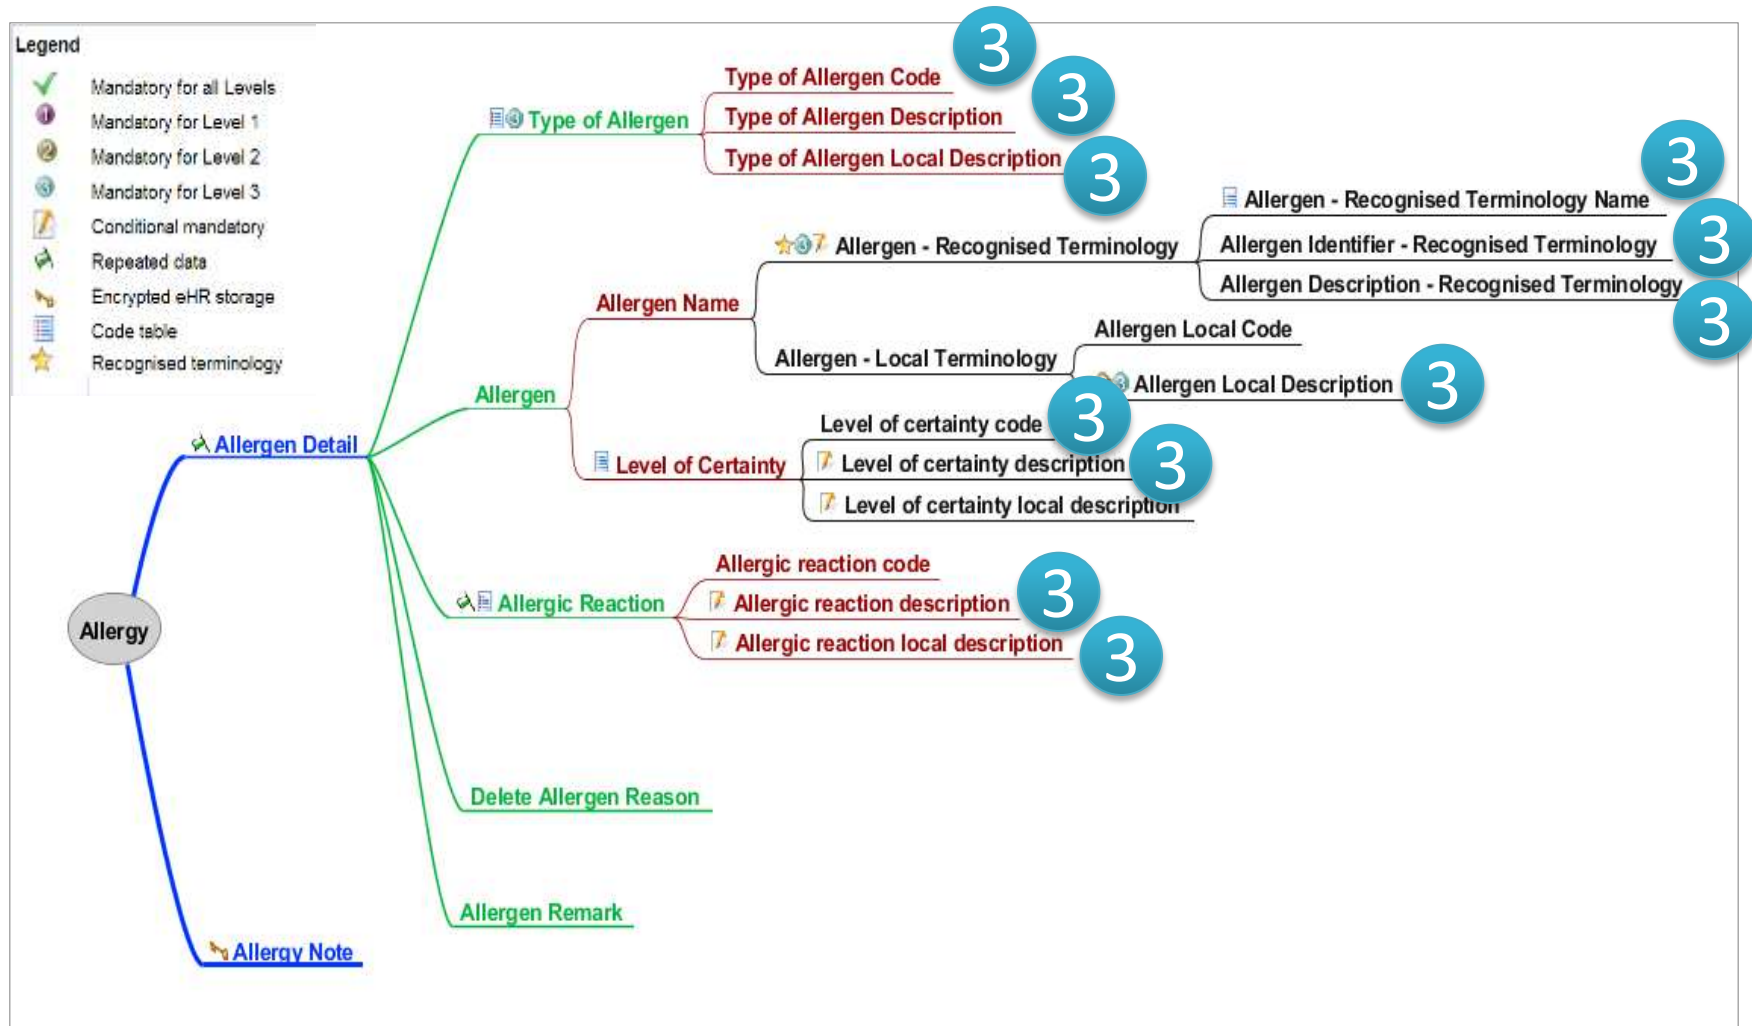 Legend
Mandatory for all Levels
1 Mandatory for Level 1
2 Mandatory for Level 2
3 Mandatory for Level 3
Conditional mandatory
Repeated data
Encrypted eHR storage
Code table
Recognised terminology
Allergy
Allergen Detail
3 Type of Allergen
Type of Allergen Code 3
Type of Allergen Description 3
Type of Allergen Local Description 3
Allergen
Allergen Name
3 Allergen - Recognised Terminology
Allergen - Recognised Terminology Name 3
Allergen Identifier - Recognised Terminology 3
Allergen Description - Recognised Terminology 3
Allergen - Local Terminology
Allergen Local Code
3 Allergen Local Description 3
Level of Certainty
Level of certainty code 3
Level of certainty description 3
Level of certainty local description
Allergic Reaction
Allergic reaction code
Allergic reaction description 3
Allergic reaction local description 3
Delete Allergen Reason
Allergen Remark
Allergy Note